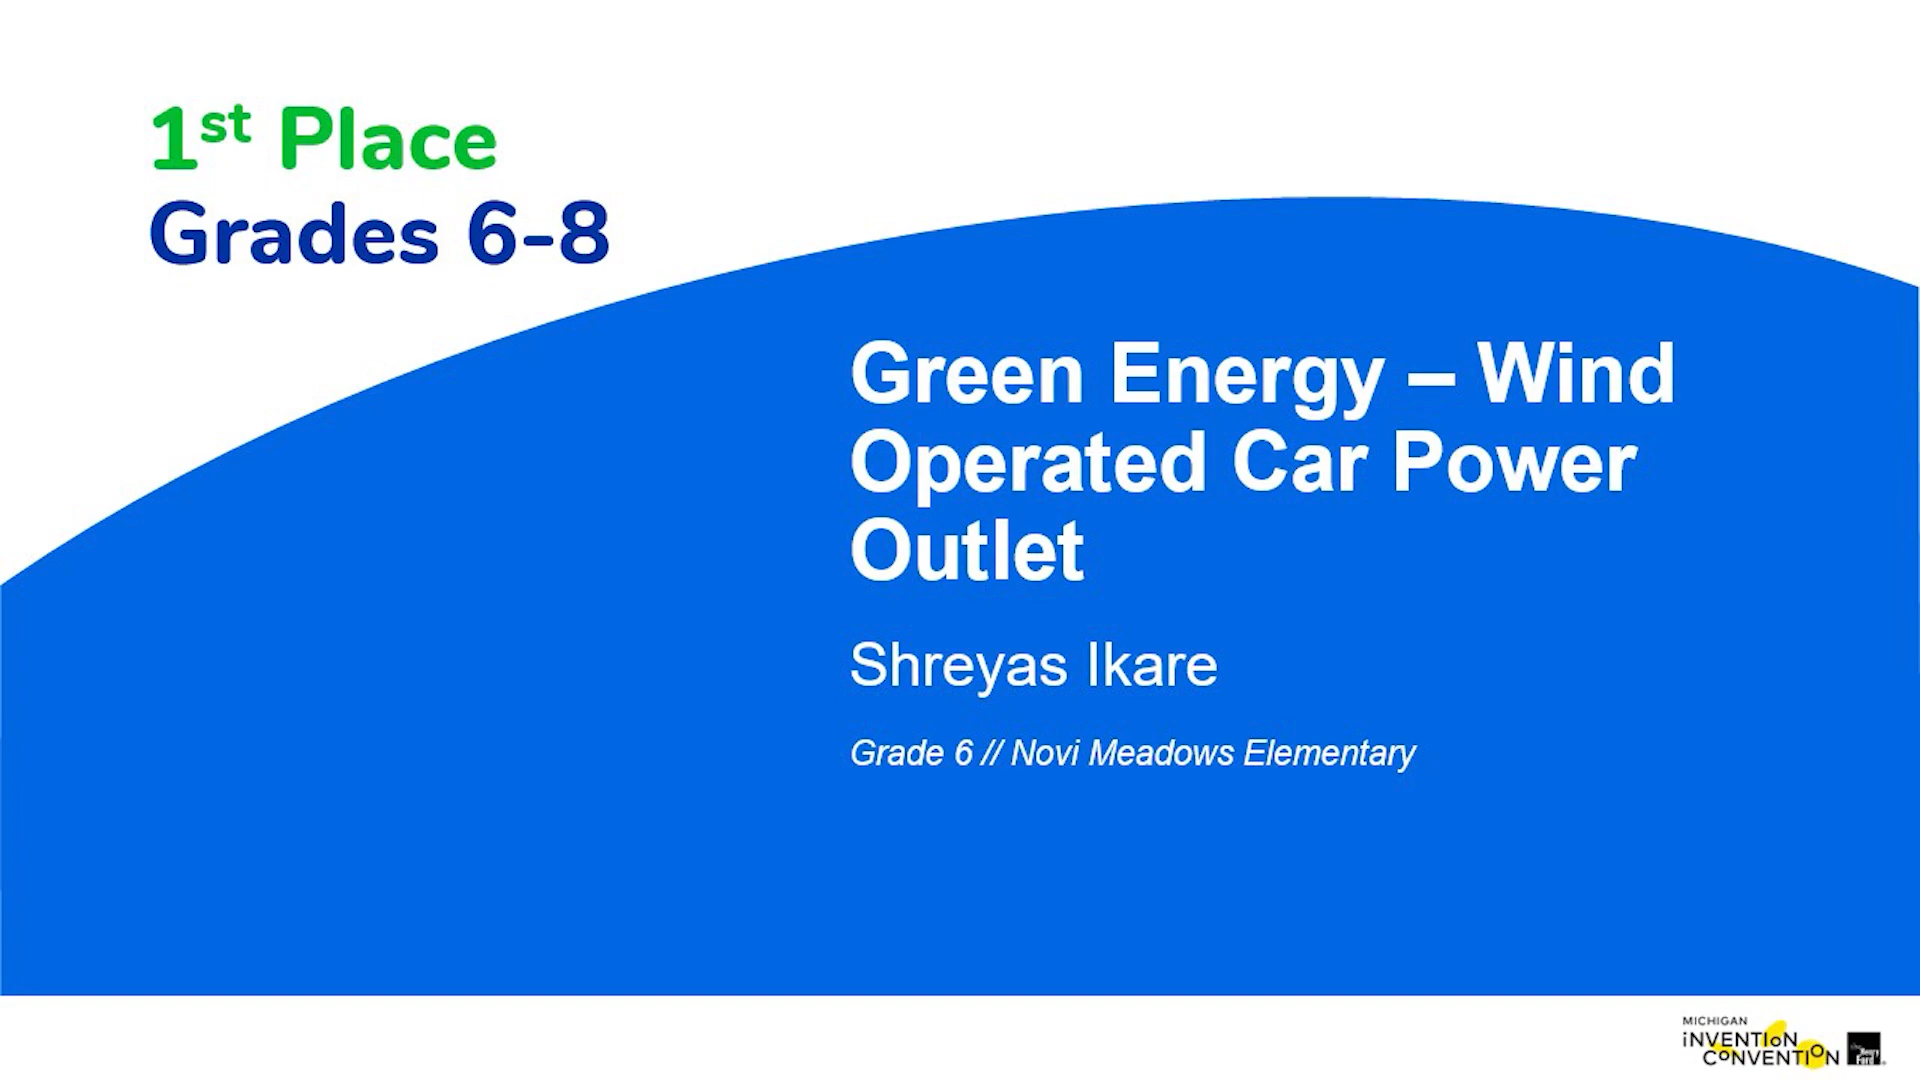 1st Place
Grades 6-8
Green Energy – Wind
Operated Car Power
Outlet
Shreyas Ikare
Grade 6 // Novi Meadows Elementary
MICHIGAN
iNVENTIoN
CoNVENTIoN